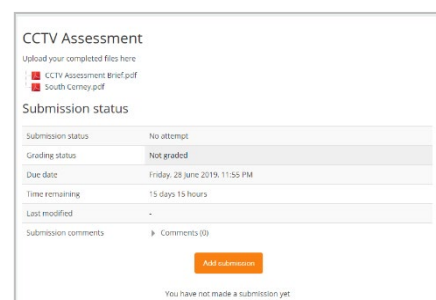 CCTV Assessment
Upload your completed files here
CCTV Assessment Brief.pdf
South Cerney.pdf
Submission status
Submission status No attempt
Grading status Not graded
Due date Friday, 28 June 2019, 11:55 PM
Time remaining 15 days 15 hours
Last modified -
Submission comments Comments (0)
Add submission
You have not made a submission yet